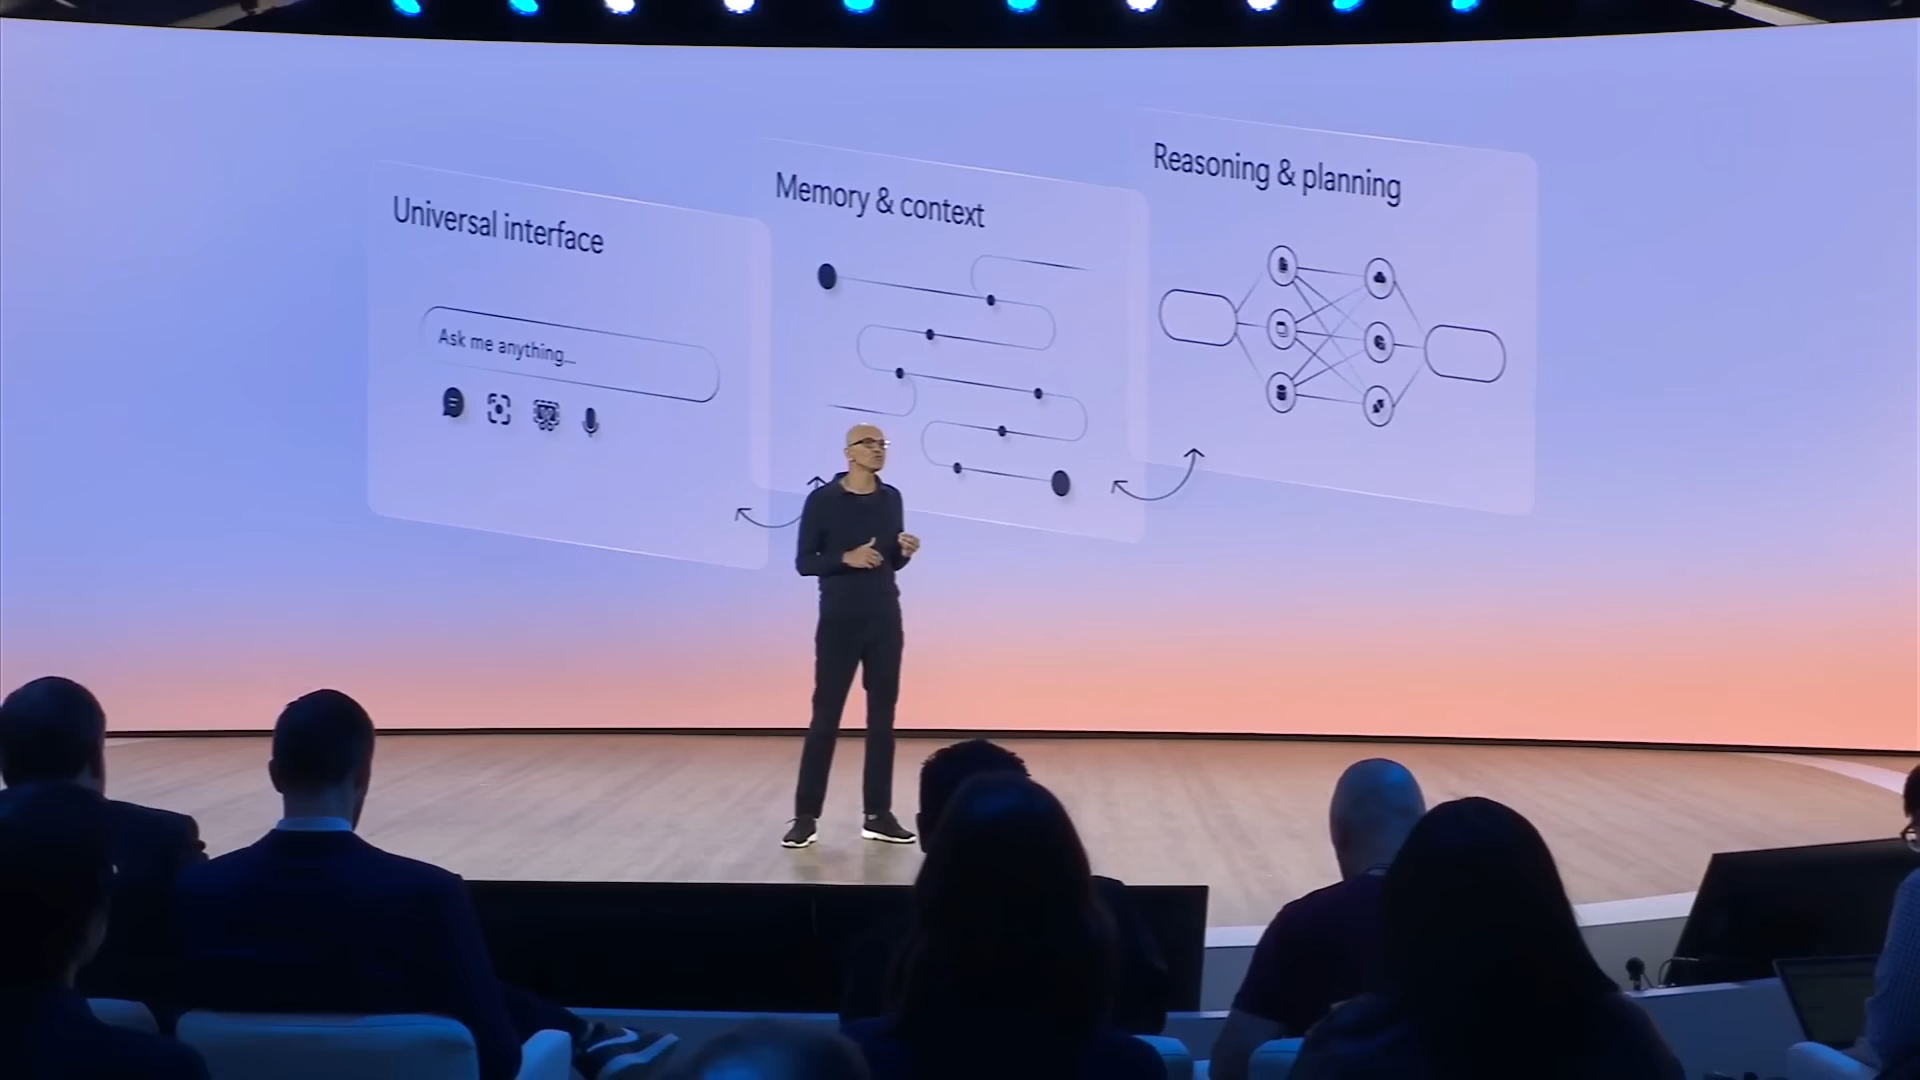 Universal interface
Ask me anything...
Memory & context
Reasoning & planning